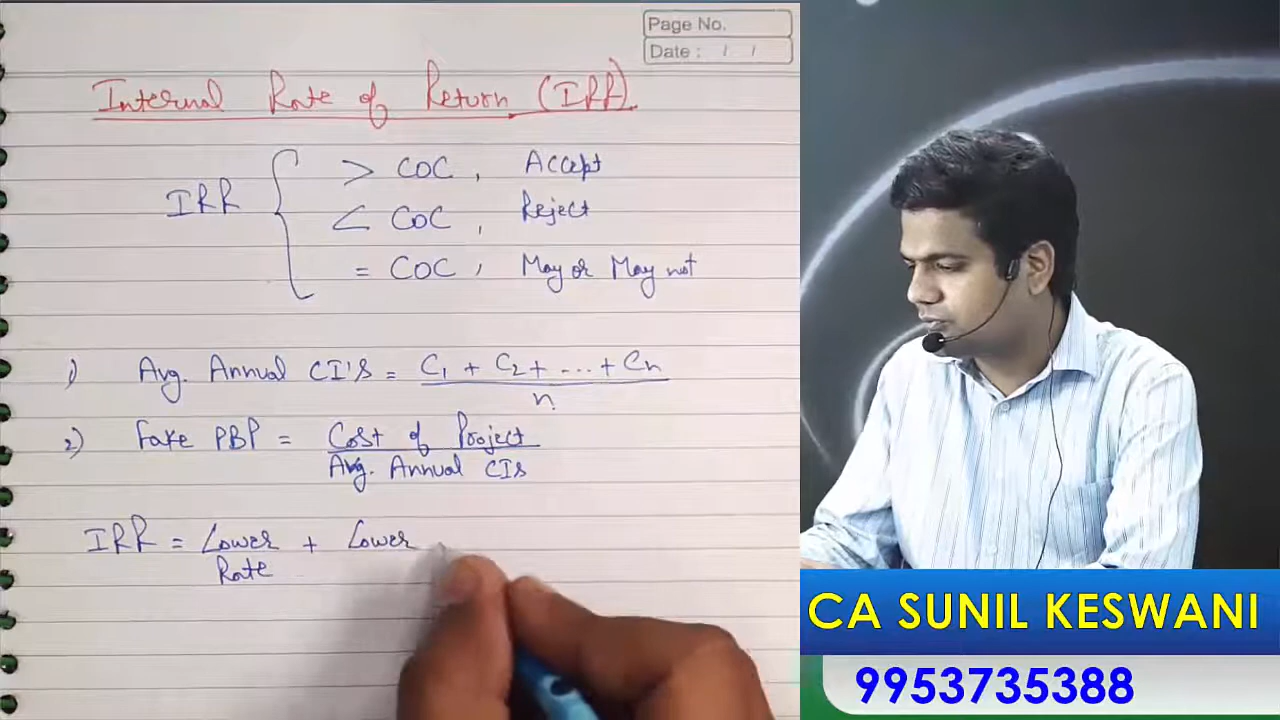 Page No.
Date : / /
Internal Rate of Return (IRR)
IRR { > COC, Accept
< COC, Reject
= COC, May or May not
1) Avg. Annual CI's = C1 + C2 + ... + Cn
n
2) Fake PBP = Cost of Project
Avg. Annual CIs
IRR = Lower + Lower
Rate
CA SUNIL KESWANI
9953735388